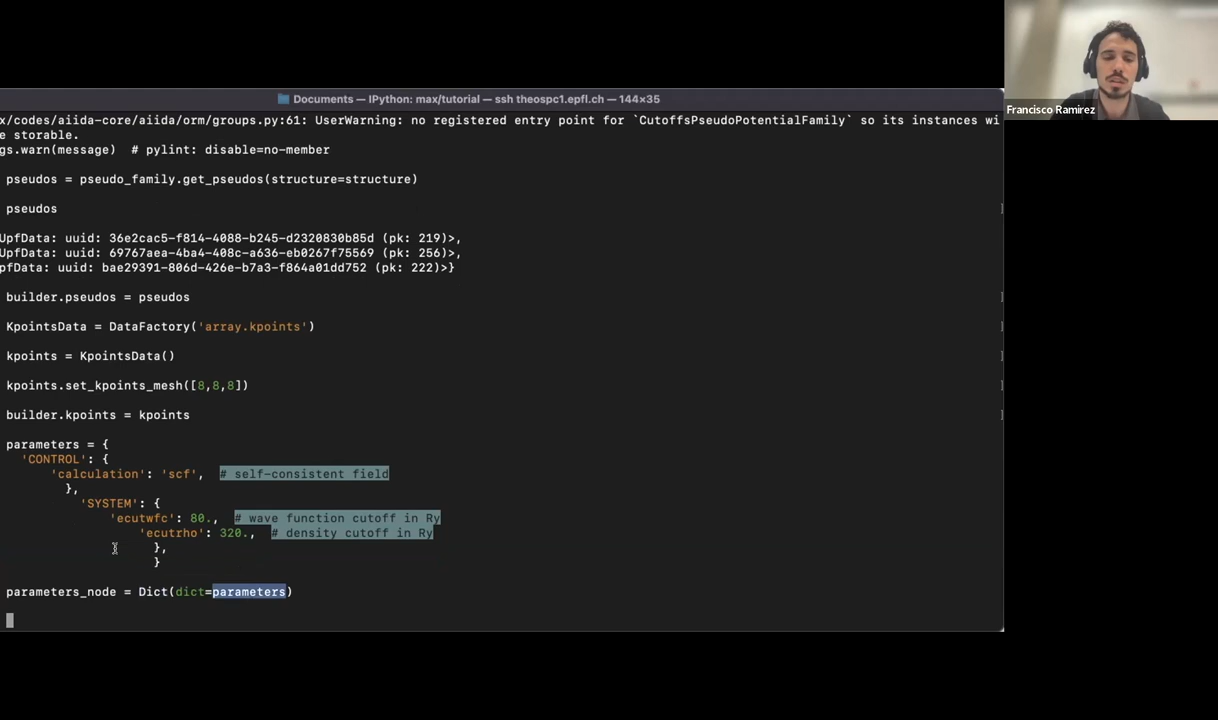 Documents — IPython: max/tutorial — ssh theospc1.epfl.ch — 144×35
x/codes/aiida-core/aiida/orm/groups.py:61: UserWarning: no registered entry point for `CutoffsPseudoPotentialFamily` so its instances wi
e storable.
gs.warn(message)  # pylint: disable=no-member
pseudos = pseudo_family.get_pseudos(structure=structure)
pseudos ]
UpfData: uuid: 36e2cac5-f814-4088-b245-d2320830b85d (pk: 219)>,
UpfData: uuid: 69767aea-4ba4-408c-a636-eb0267f75569 (pk: 256)>,
pfData: uuid: bae29391-806d-426e-b7a3-f864a01dd752 (pk: 222)>}
builder.pseudos = pseudos ]
KpointsData = DataFactory('array.kpoints') ]
kpoints = KpointsData() ]
kpoints.set_kpoints_mesh([8,8,8]) ]
builder.kpoints = kpoints ]
parameters = {
'CONTROL': {
'calculation': 'scf',  # self-consistent field
},
'SYSTEM': {
'ecutwfc': 80.,  # wave function cutoff in Ry
'ecutrho': 320.,  # density cutoff in Ry
},
}
parameters_node = Dict(dict=parameters)
Francisco Ramirez